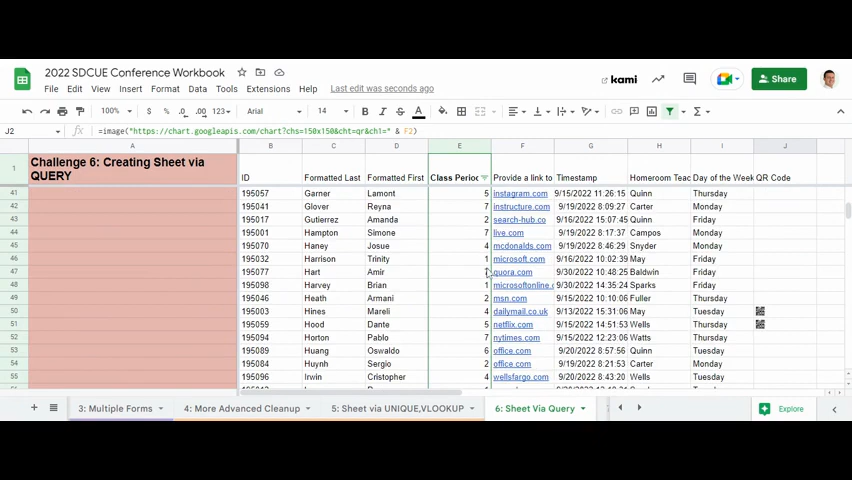 2022 SDCUE Conference Workbook
kami
Share
File Edit View Insert Format Data Tools Extensions Help Last edit was seconds ago
100% $ % .0 .00 123 Arial 14 B I S A
J2 fx =image("https://chart.googleapis.com/chart?chs=150x150&cht=qr&chl=" & F2)
A B C D E F G H I J
1 Challenge 6: Creating Sheet via QUERY ID Formatted Last Formatted First Class Period Provide a link to Timestamp Homeroom Teac Day of the Week QR Code
41 195057 Garner Lamont 5 instagram.com 9/15/2022 11:26:15 Quinn Thursday
42 195041 Glover Reyna 7 instructure.com 9/19/2022 8:09:27 Carter Monday
43 195017 Gutierrez Amanda 2 search-hub.co 9/16/2022 15:07:45 Quinn Friday
44 195001 Hampton Simone 7 live.com 9/19/2022 8:17:37 Campos Monday
45 195070 Haney Josue 4 mcdonalds.com 9/19/2022 8:46:29 Snyder Monday
46 195032 Harrison Trinity 1 microsoft.com 9/16/2022 10:02:39 May Friday
47 195077 Hart Amir quora.com 9/30/2022 10:48:25 Baldwin Friday
48 195098 Harvey Brian 1 microsoftonline.c 9/30/2022 14:35:24 Sparks Friday
49 195046 Heath Armani 2 msn.com 9/15/2022 10:10:06 Fuller Thursday
50 195003 Hines Mareli 4 dailymail.co.uk 9/13/2022 15:31:06 May Tuesday
51 195059 Hood Dante 5 netflix.com 9/15/2022 14:51:53 Wells Thursday
52 195094 Horton Pablo 7 nytimes.com 9/15/2022 12:23:06 Watts Thursday
53 195089 Huang Oswaldo 6 office.com 9/20/2022 8:57:56 Wells Tuesday
54 195084 Huynh Sergio 2 office.com 9/19/2022 8:21:53 Carter Monday
55 195096 Irwin Cristopher 4 wellsfargo.com 9/20/2022 8:43:20 Wells Tuesday
3: Multiple Forms 4: More Advanced Cleanup 5: Sheet via UNIQUE,VLOOKUP 6: Sheet Via Query Explore